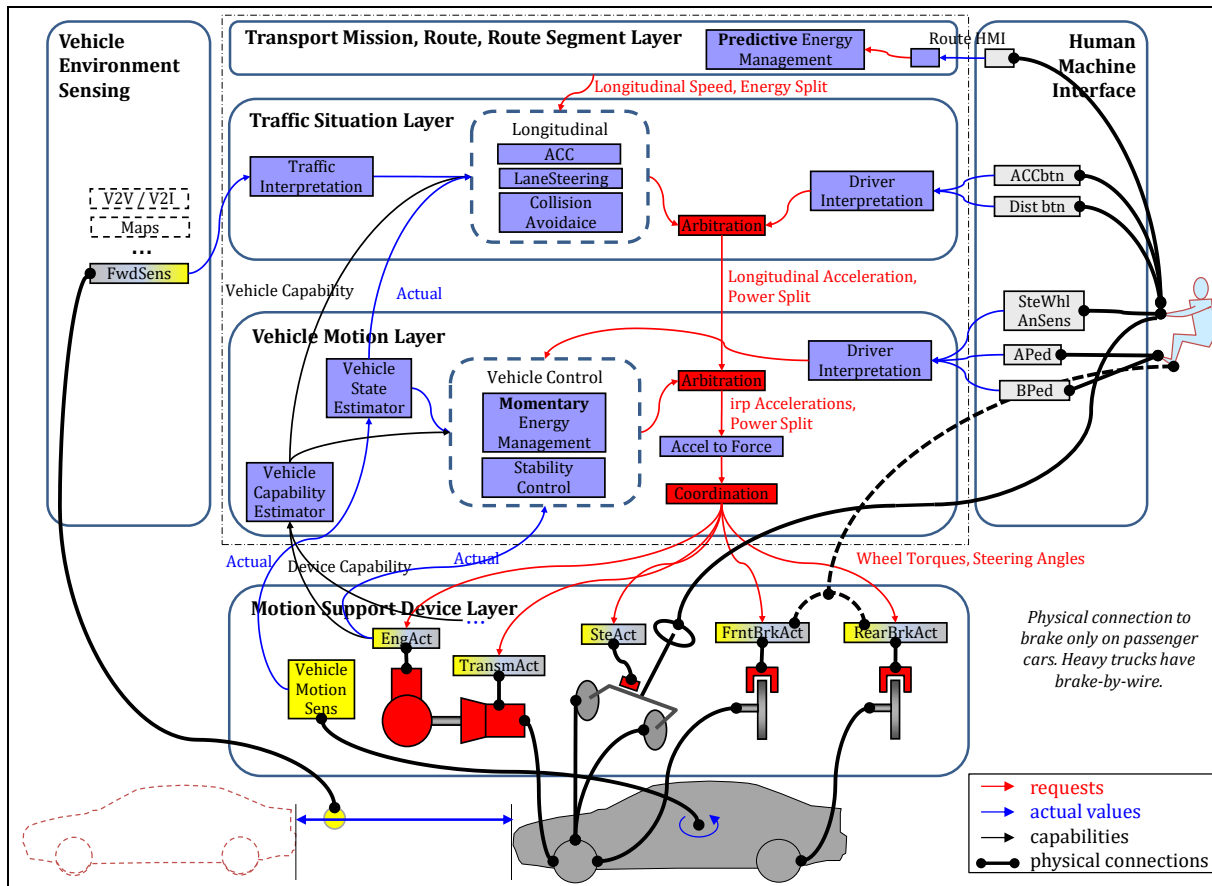 Vehicle
Environment
Sensing
V2V / V2I
Maps
...
FwdSens
Transport Mission, Route, Route Segment Layer
Predictive Energy
Management
Route HMI
Human
Machine
Interface
Longitudinal Speed, Energy Split
Traffic Situation Layer
Traffic
Interpretation
Longitudinal
ACC
LaneSteering
Collision
Avoidaice
Arbitration
Driver
Interpretation
ACCbtn
Dist btn
Vehicle Capability
Actual
Longitudinal Acceleration,
Power Split
SteWhl
AnSens
APed
BPed
Vehicle Motion Layer
Vehicle
State
Estimator
Vehicle Control
Momentary
Energy
Management
Stability
Control
Arbitration
Driver
Interpretation
irp Accelerations,
Power Split
Accel to Force
Coordination
Vehicle
Capability
Estimator
Actual
Device Capability
Actual
Wheel Torques, Steering Angles
Motion Support Device Layer
...
EngAct
TransmAct
SteAct
FrntBrkAct
RearBrkAct
Vehicle
Motion
Sens
Physical connection to
brake only on passenger
cars. Heavy trucks have
brake-by-wire.
requests
actual values
capabilities
physical connections